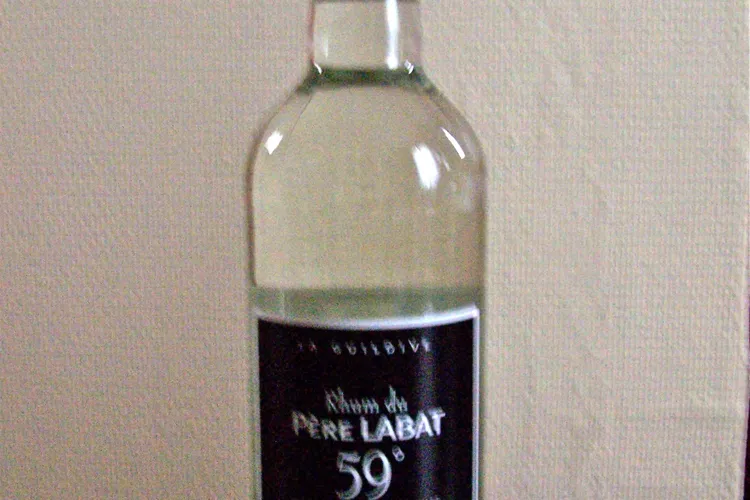 LA GUILDIVE
Rhum du
PÈRE LABAT
59°